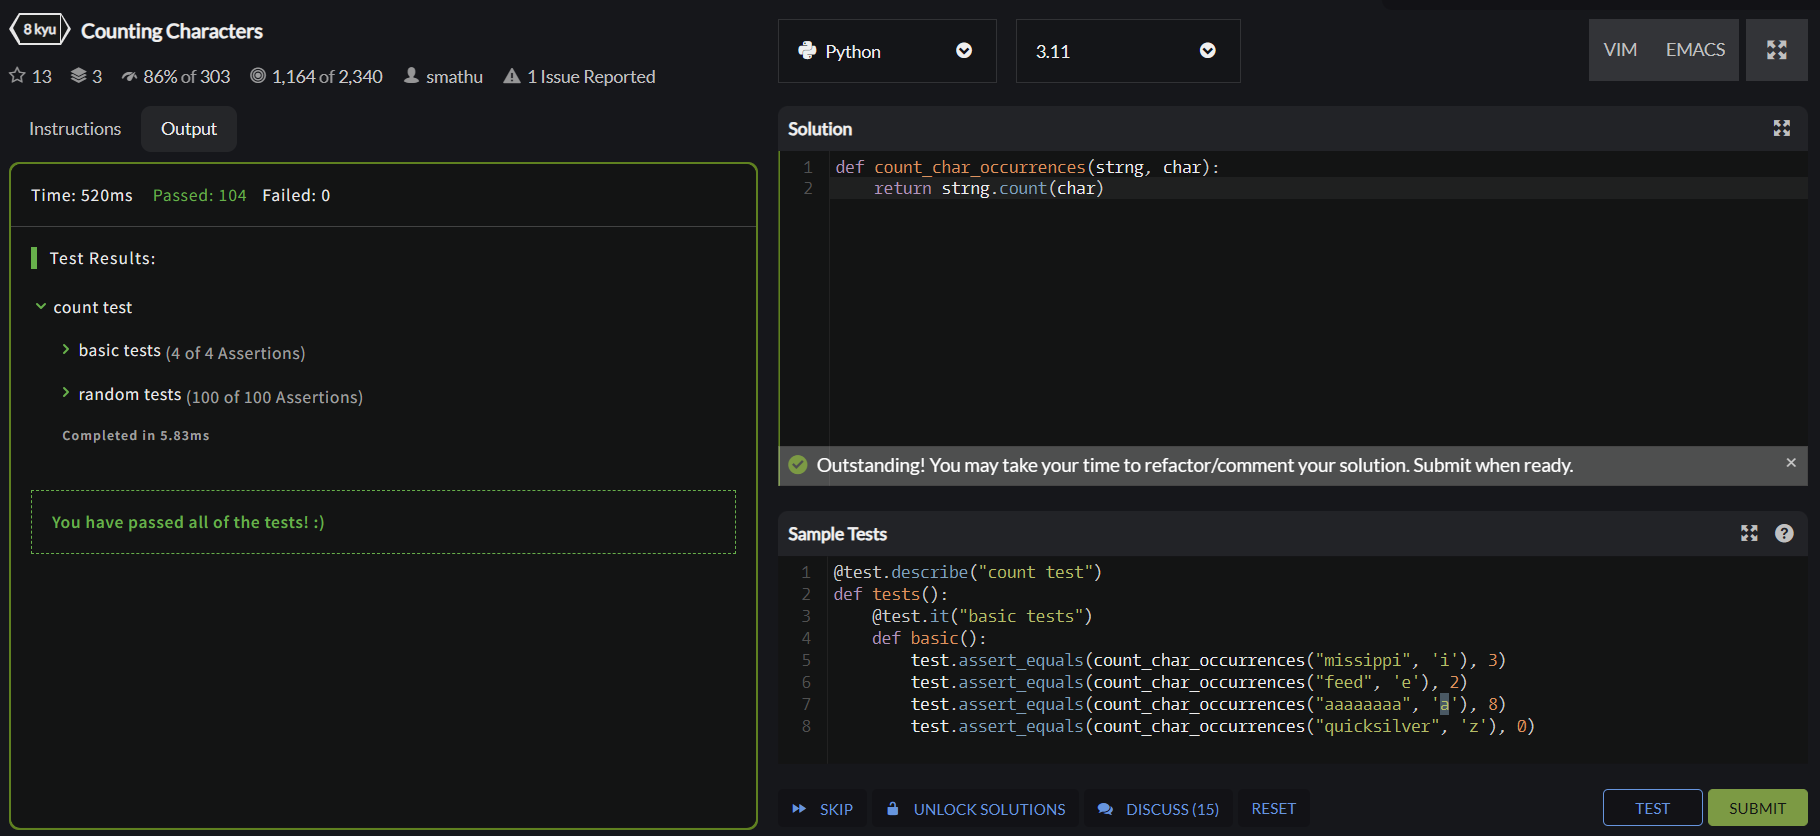 8 kyu Counting Characters
13 3 86% of 303 1,164 of 2,340 smathu 1 Issue Reported
Instructions Output
Time: 520ms Passed: 104 Failed: 0
Test Results:
count test
basic tests (4 of 4 Assertions)
random tests (100 of 100 Assertions)
Completed in 5.83ms
You have passed all of the tests! :)
Python 3.11 VIM EMACS
Solution
1 def count_char_occurrences(strng, char):
2     return strng.count(char)
Outstanding! You may take your time to refactor/comment your solution. Submit when ready. ×
Sample Tests ?
1 @test.describe("count test")
2 def tests():
3     @test.it("basic tests")
4     def basic():
5         test.assert_equals(count_char_occurrences("missippi", 'i'), 3)
6         test.assert_equals(count_char_occurrences("feed", 'e'), 2)
7         test.assert_equals(count_char_occurrences("aaaaaaaa", 'a'), 8)
8         test.assert_equals(count_char_occurrences("quicksilver", 'z'), 0)
SKIP UNLOCK SOLUTIONS DISCUSS (15) RESET TEST SUBMIT